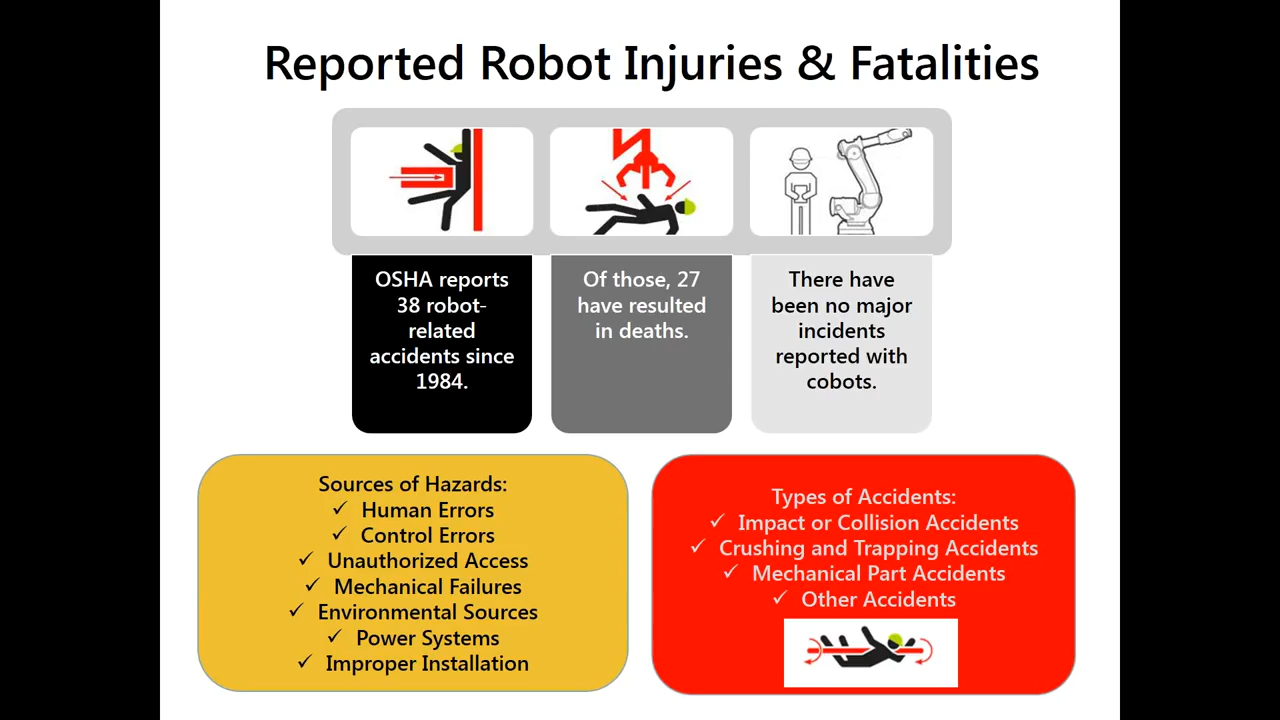 Reported Robot Injuries & Fatalities
OSHA reports
38 robot-
related
accidents since
1984.
Of those, 27
have resulted
in deaths.
There have
been no major
incidents
reported with
cobots.
Sources of Hazards:
✓ Human Errors
✓ Control Errors
✓ Unauthorized Access
✓ Mechanical Failures
✓ Environmental Sources
✓ Power Systems
✓ Improper Installation
Types of Accidents:
✓ Impact or Collision Accidents
✓ Crushing and Trapping Accidents
✓ Mechanical Part Accidents
✓ Other Accidents